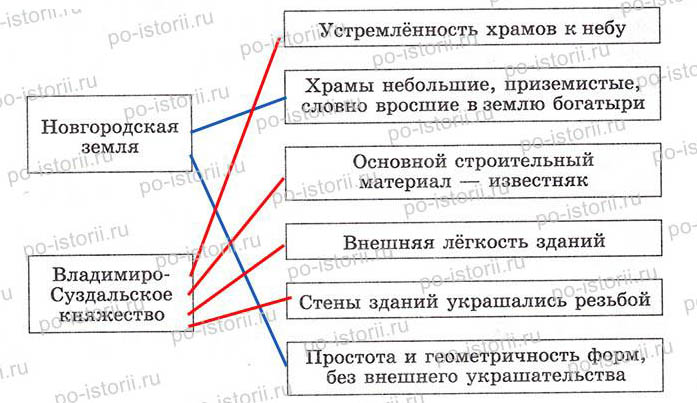 Новгородская
земля
Владимиро-
Суздальское
княжество
Устремлённость храмов к небу
Храмы небольшие, приземистые,
словно вросшие в землю богатыри
Основной строительный
материал — известняк
Внешняя лёгкость зданий
Стены зданий украшались резьбой
Простота и геометричность форм,
без внешнего украшательства
po-istorii.ru